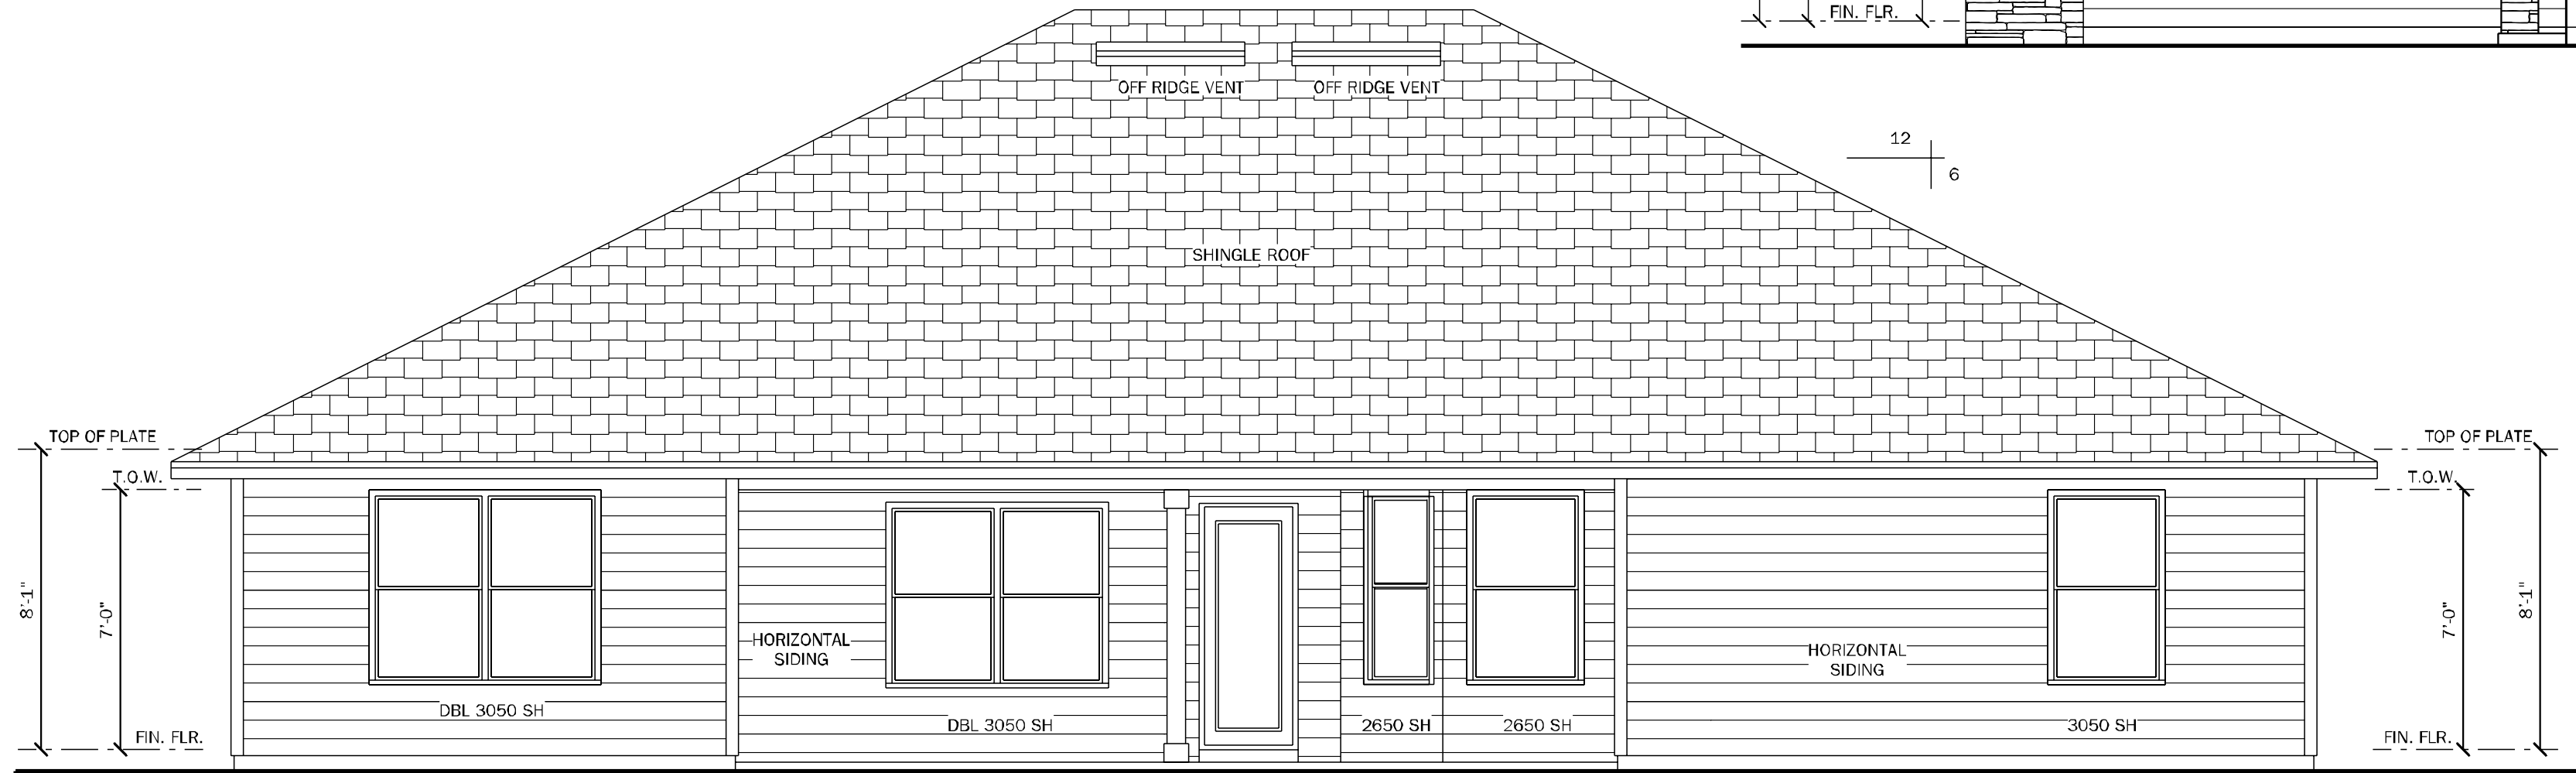 FIN. FLR.
OFF RIDGE VENT
OFF RIDGE VENT
12
6
SHINGLE ROOF
TOP OF PLATE
TOP OF PLATE
T.O.W.
T.O.W.
8'-1"
7'-0"
7'-0"
8'-1"
HORIZONTAL
SIDING
HORIZONTAL
SIDING
DBL 3050 SH
DBL 3050 SH
2650 SH
2650 SH
3050 SH
FIN. FLR.
FIN. FLR.